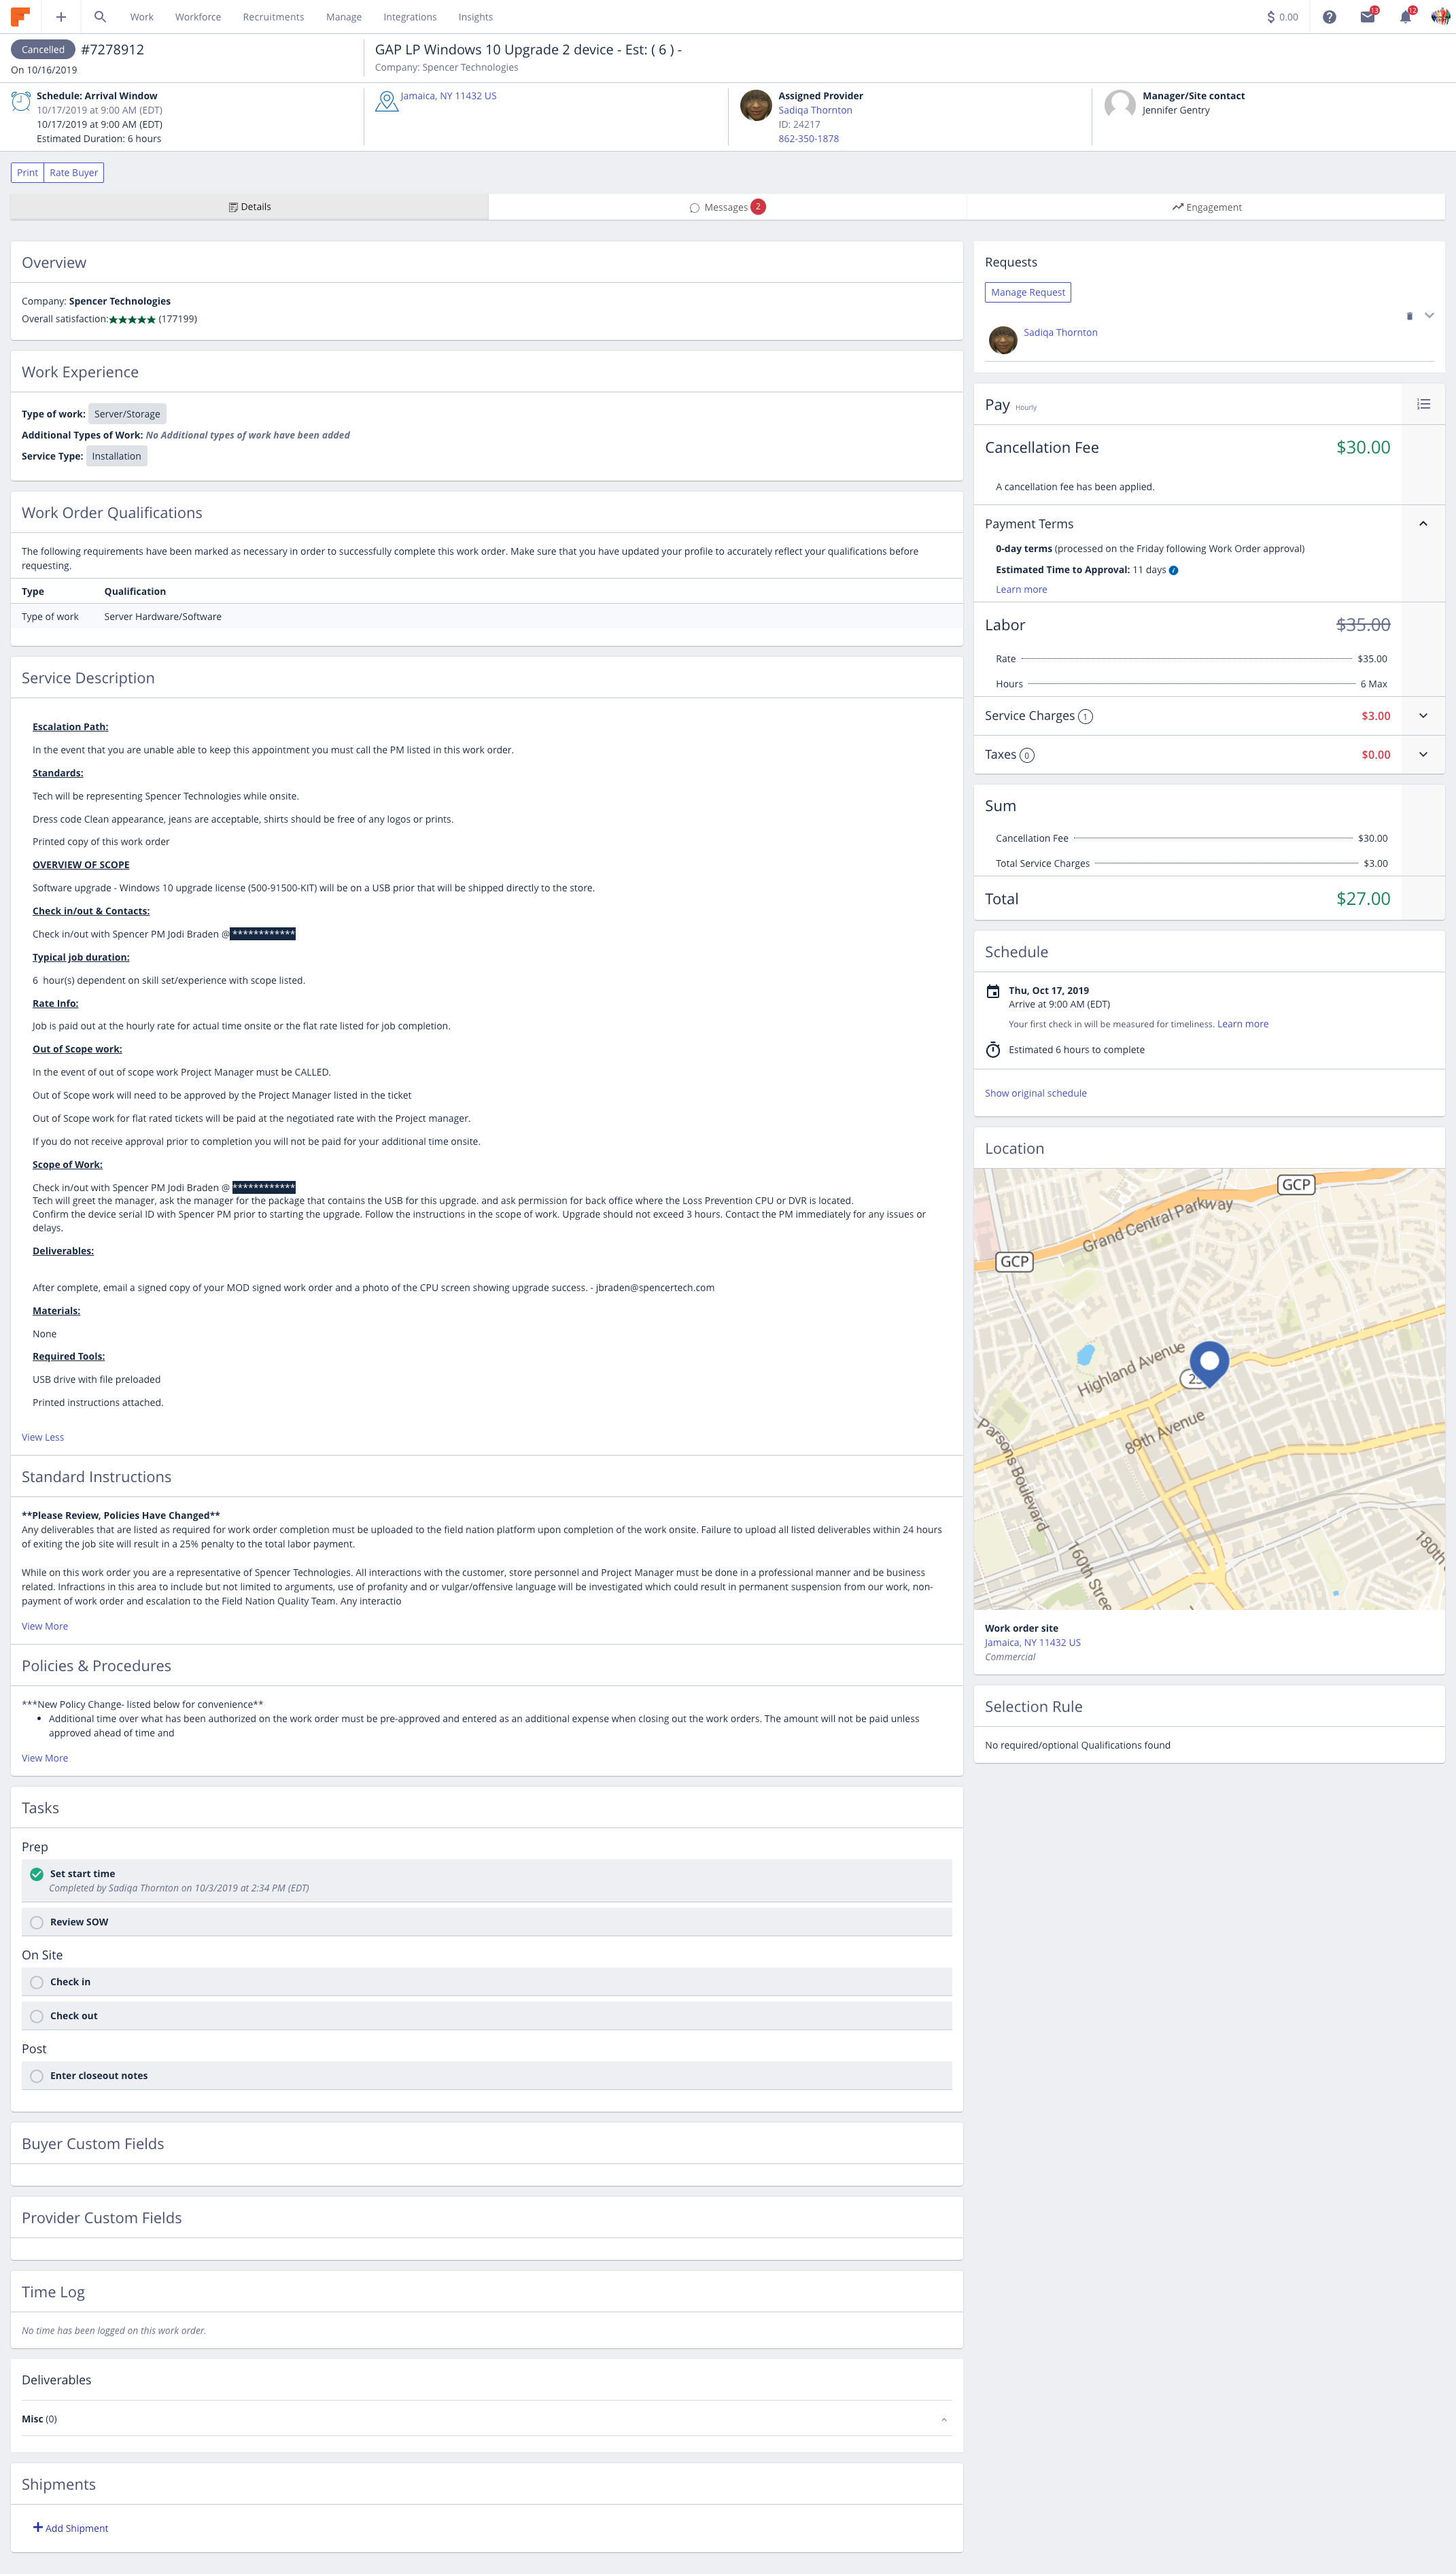 Work Workforce Recruitments Manage Integrations Insights
$ 0.00
13
12
Cancelled #7278912
On 10/16/2019
GAP LP Windows 10 Upgrade 2 device - Est: ( 6 ) -
Company: Spencer Technologies
Schedule: Arrival Window
10/17/2019 at 9:00 AM (EDT)
10/17/2019 at 9:00 AM (EDT)
Estimated Duration: 6 hours
Jamaica, NY 11432 US
Assigned Provider
Sadiqa Thornton
ID: 24217
862-350-1878
Manager/Site contact
Jennifer Gentry
Print Rate Buyer
Details
Messages 2
Engagement
Overview
Company: Spencer Technologies
Overall satisfaction:★★★★★ (177199)
Work Experience
Type of work: Server/Storage
Additional Types of Work: No Additional types of work have been added
Service Type: Installation
Work Order Qualifications
The following requirements have been marked as necessary in order to successfully complete this work order. Make sure that you have updated your profile to accurately reflect your qualifications before
requesting.
Type Qualification
Type of work Server Hardware/Software
Service Description
Escalation Path:
In the event that you are unable able to keep this appointment you must call the PM listed in this work order.
Standards:
Tech will be representing Spencer Technologies while onsite.
Dress code Clean appearance, jeans are acceptable, shirts should be free of any logos or prints.
Printed copy of this work order
OVERVIEW OF SCOPE
Software upgrade - Windows 10 upgrade license (500-91500-KIT) will be on a USB prior that will be shipped directly to the store.
Check in/out & Contacts:
Check in/out with Spencer PM Jodi Braden @ ************
Typical job duration:
6 hour(s) dependent on skill set/experience with scope listed.
Rate Info:
Job is paid out at the hourly rate for actual time onsite or the flat rate listed for job completion.
Out of Scope work:
In the event of out of scope work Project Manager must be CALLED.
Out of Scope work will need to be approved by the Project Manager listed in the ticket
Out of Scope work for flat rated tickets will be paid at the negotiated rate with the Project manager.
If you do not receive approval prior to completion you will not be paid for your additional time onsite.
Scope of Work:
Check in/out with Spencer PM Jodi Braden @ ************
Tech will greet the manager, ask the manager for the package that contains the USB for this upgrade. and ask permission for back office where the Loss Prevention CPU or DVR is located.
Confirm the device serial ID with Spencer PM prior to starting the upgrade. Follow the instructions in the scope of work. Upgrade should not exceed 3 hours. Contact the PM immediately for any issues or
delays.
Deliverables:
After complete, email a signed copy of your MOD signed work order and a photo of the CPU screen showing upgrade success. - jbraden@spencertech.com
Materials:
None
Required Tools:
USB drive with file preloaded
Printed instructions attached.
View Less
Standard Instructions
**Please Review, Policies Have Changed**
Any deliverables that are listed as required for work order completion must be uploaded to the field nation platform upon completion of the work onsite. Failure to upload all listed deliverables within 24 hours
of exiting the job site will result in a 25% penalty to the total labor payment.
While on this work order you are a representative of Spencer Technologies. All interactions with the customer, store personnel and Project Manager must be done in a professional manner and be business
related. Infractions in this area to include but not limited to arguments, use of profanity and or vulgar/offensive language will be investigated which could result in permanent suspension from our work, non-
payment of work order and escalation to the Field Nation Quality Team. Any interactio
View More
Policies & Procedures
***New Policy Change- listed below for convenience**
• Additional time over what has been authorized on the work order must be pre-approved and entered as an additional expense when closing out the work orders. The amount will not be paid unless
approved ahead of time and
View More
Tasks
Prep
Set start time
Completed by Sadiqa Thornton on 10/3/2019 at 2:34 PM (EDT)
Review SOW
On Site
Check in
Check out
Post
Enter closeout notes
Buyer Custom Fields
Provider Custom Fields
Time Log
No time has been logged on this work order.
Deliverables
Misc (0)
Shipments
+ Add Shipment
Requests
Manage Request
Sadiqa Thornton
Pay Hourly
Cancellation Fee $30.00
A cancellation fee has been applied.
Payment Terms
0-day terms (processed on the Friday following Work Order approval)
Estimated Time to Approval: 11 days
Learn more
Labor $35.00
Rate $35.00
Hours 6 Max
Service Charges 1 $3.00
Taxes 0 $0.00
Sum
Cancellation Fee $30.00
Total Service Charges $3.00
Total $27.00
Schedule
Thu, Oct 17, 2019
Arrive at 9:00 AM (EDT)
Your first check in will be measured for timeliness. Learn more
Estimated 6 hours to complete
Show original schedule
Location
GCP
Grand Central Parkway
GCP
Highland Avenue
89th Avenue
Parsons Boulevard
160th Stree
180th
Work order site
Jamaica, NY 11432 US
Commercial
Selection Rule
No required/optional Qualifications found